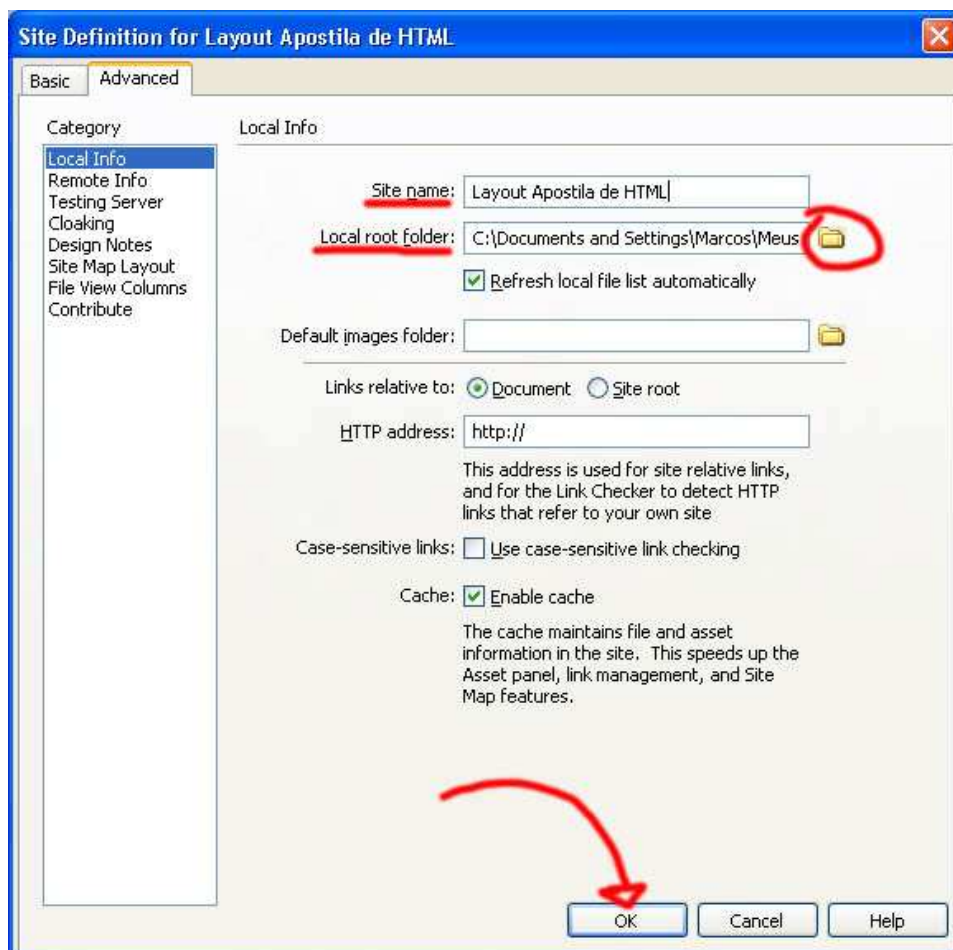 Site Definition for Layout Apostila de HTML
Basic
Advanced
Category
Local Info
Remote Info
Testing Server
Cloaking
Design Notes
Site Map Layout
File View Columns
Contribute
Local Info
Site name: Layout Apostila de HTML
Local root folder: C:\Documents and Settings\Marcos\Meus
Refresh local file list automatically
Default images folder:
Links relative to: Document Site root
HTTP address: http://
This address is used for site relative links,
and for the Link Checker to detect HTTP
links that refer to your own site
Case-sensitive links: Use case-sensitive link checking
Cache: Enable cache
The cache maintains file and asset
information in the site. This speeds up the
Asset panel, link management, and Site
Map features.
OK Cancel Help